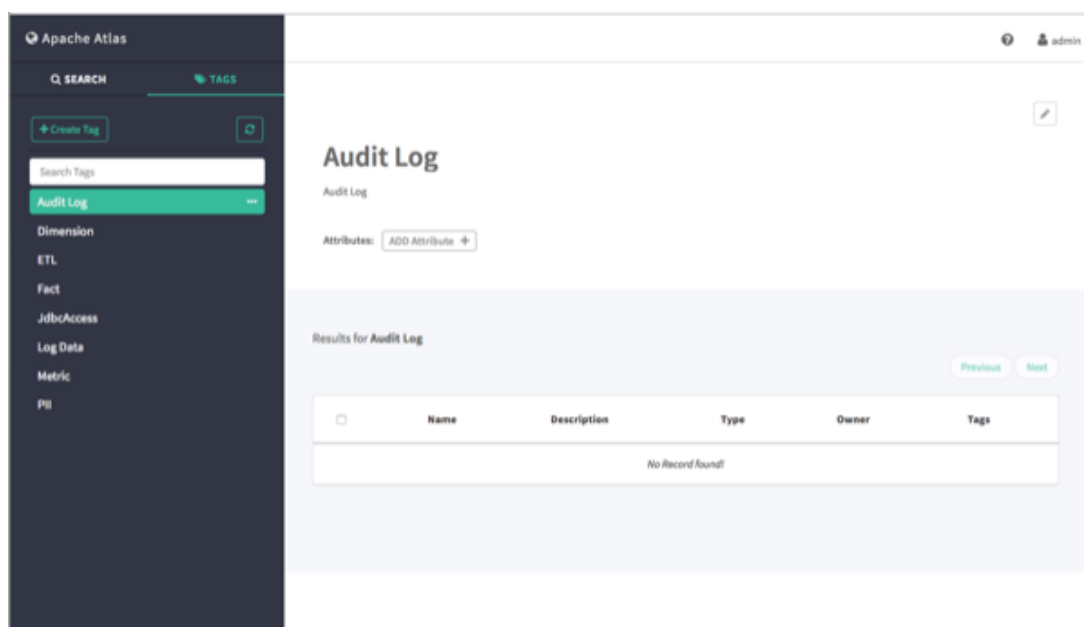 Apache Atlas
admin
SEARCH
TAGS
+ Create Tag
Search Tags
Audit Log
Dimension
ETL
Fact
JdbcAccess
Log Data
Metric
PII
Audit Log
Audit Log
Attributes: ADD Attribute +
Results for Audit Log
Previous Next
Name Description Type Owner Tags
No Record found!